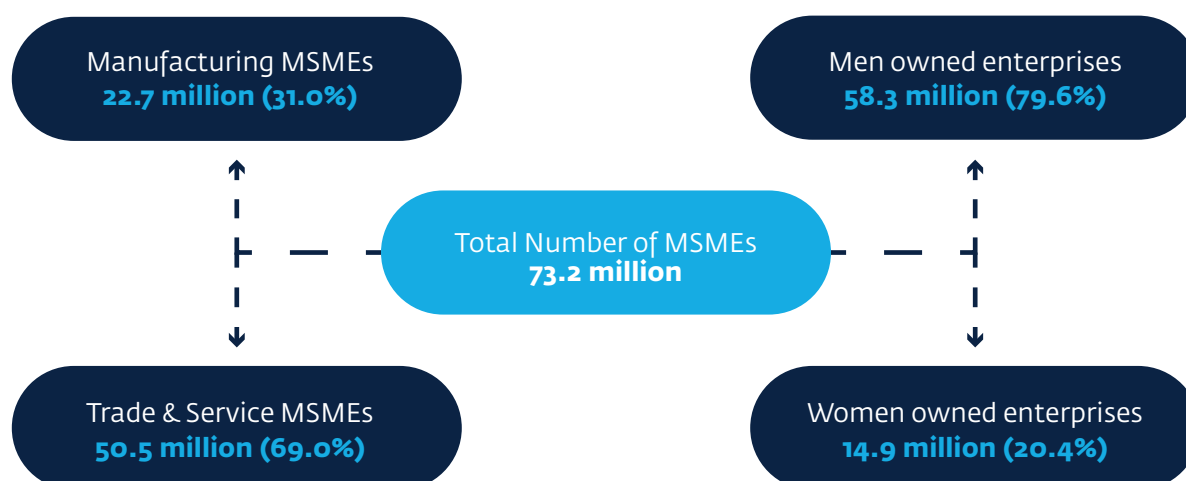 Manufacturing MSMEs
22.7 million (31.0%)
Men owned enterprises
58.3 million (79.6%)
Total Number of MSMEs
73.2 million
Trade & Service MSMEs
50.5 million (69.0%)
Women owned enterprises
14.9 million (20.4%)